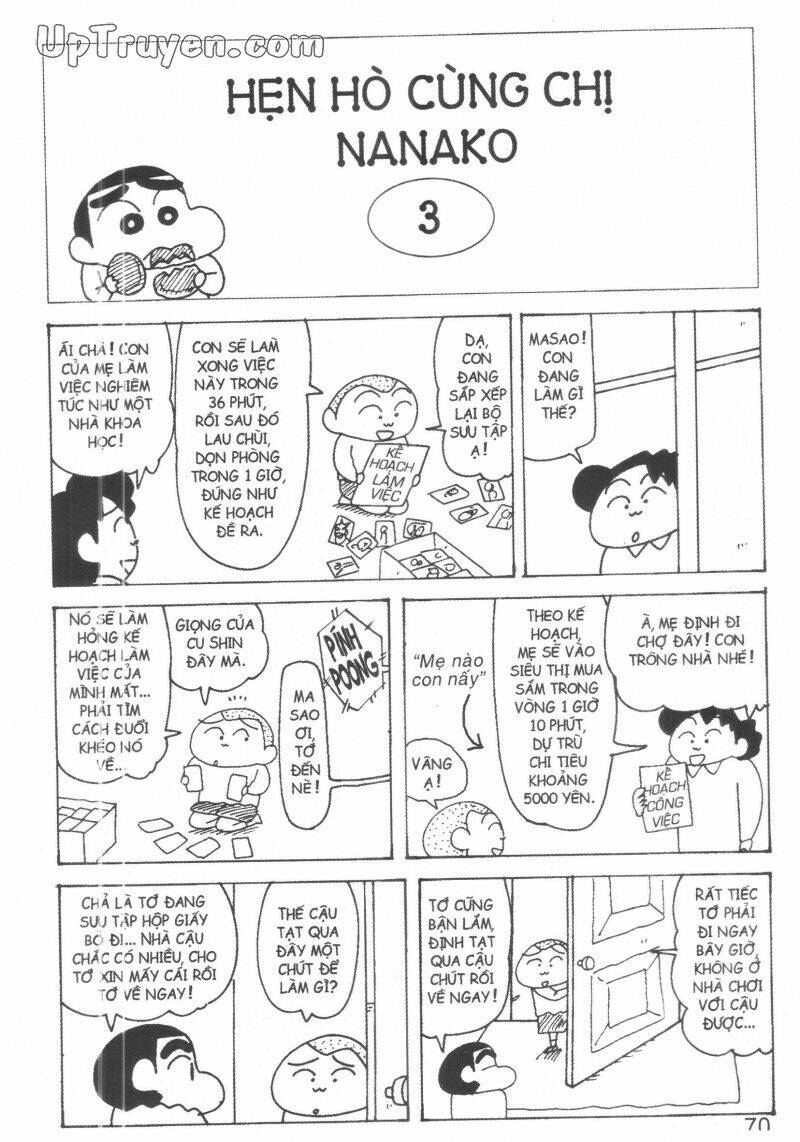 UpTruyen.com
HẸN HÒ CÙNG CHỊ
NANAKO
3
MASAO!
CON
ĐANG
LÀM GÌ
THẾ?
DẠ,
CON
ĐANG
SẮP XẾP
LẠI BỘ
SƯU TẬP
Ạ!
KẾ
HOẠCH
LÀM
VIỆC
CON SẼ LÀM
XONG VIỆC
NÀY TRONG
36 PHÚT,
RỒI SAU ĐÓ
LAU CHÙI,
DỌN PHÒNG
TRONG 1 GIỜ,
ĐÚNG NHƯ
KẾ HOẠCH
ĐỀ RA.
ÁI CHÀ! CON
CỦA MẸ LÀM
VIỆC NGHIÊM
TÚC NHƯ MỘT
NHÀ KHOA
HỌC!
À, MẸ ĐỊNH ĐI
CHỢ ĐÂY! CON
TRÔNG NHÀ NHÉ!
THEO KẾ
HOẠCH,
MẸ SẼ VÀO
SIÊU THỊ MUA
SẮM TRONG
VÒNG 1 GIỜ
10 PHÚT,
DỰ TRÙ
CHI TIÊU
KHOẢNG
5000 YÊN.
KẾ
HOẠCH
CÔNG
VIỆC
"Mẹ nào
con nấy"
VÂNG
Ạ!
PÍNH
POONG
MA
SAO
ƠI,
TỚ
ĐẾN
NÈ!
GIỌNG CỦA
CU SHIN
ĐÂY MÀ.
NÓ SẼ LÀM
HỎNG KẾ
HOẠCH LÀM
VIỆC CỦA
MÌNH MẤT...
PHẢI TÌM
CÁCH ĐUỔI
KHÉO NÓ
VỀ...
RẤT TIẾC
TỚ PHẢI
ĐI NGAY
BÂY GIỜ,
KHÔNG Ở
NHÀ CHƠI
VỚI CẬU
ĐƯỢC...
TỚ CŨNG
BẬN LẮM,
ĐỊNH TẠT
QUA CẬU
CHÚT RỒI
VỀ NGAY!
THẾ CẬU
TẠT QUA
ĐÂY MỘT
CHÚT ĐỂ
LÀM GÌ?
CHẢ LÀ TỚ ĐANG
SƯU TẬP HỘP GIẤY
BỎ ĐI... NHÀ CẬU
CHẮC CÓ NHIỀU, CHO
TỚ XIN MẤY CÁI RỒI
TỚ VỀ NGAY!
70